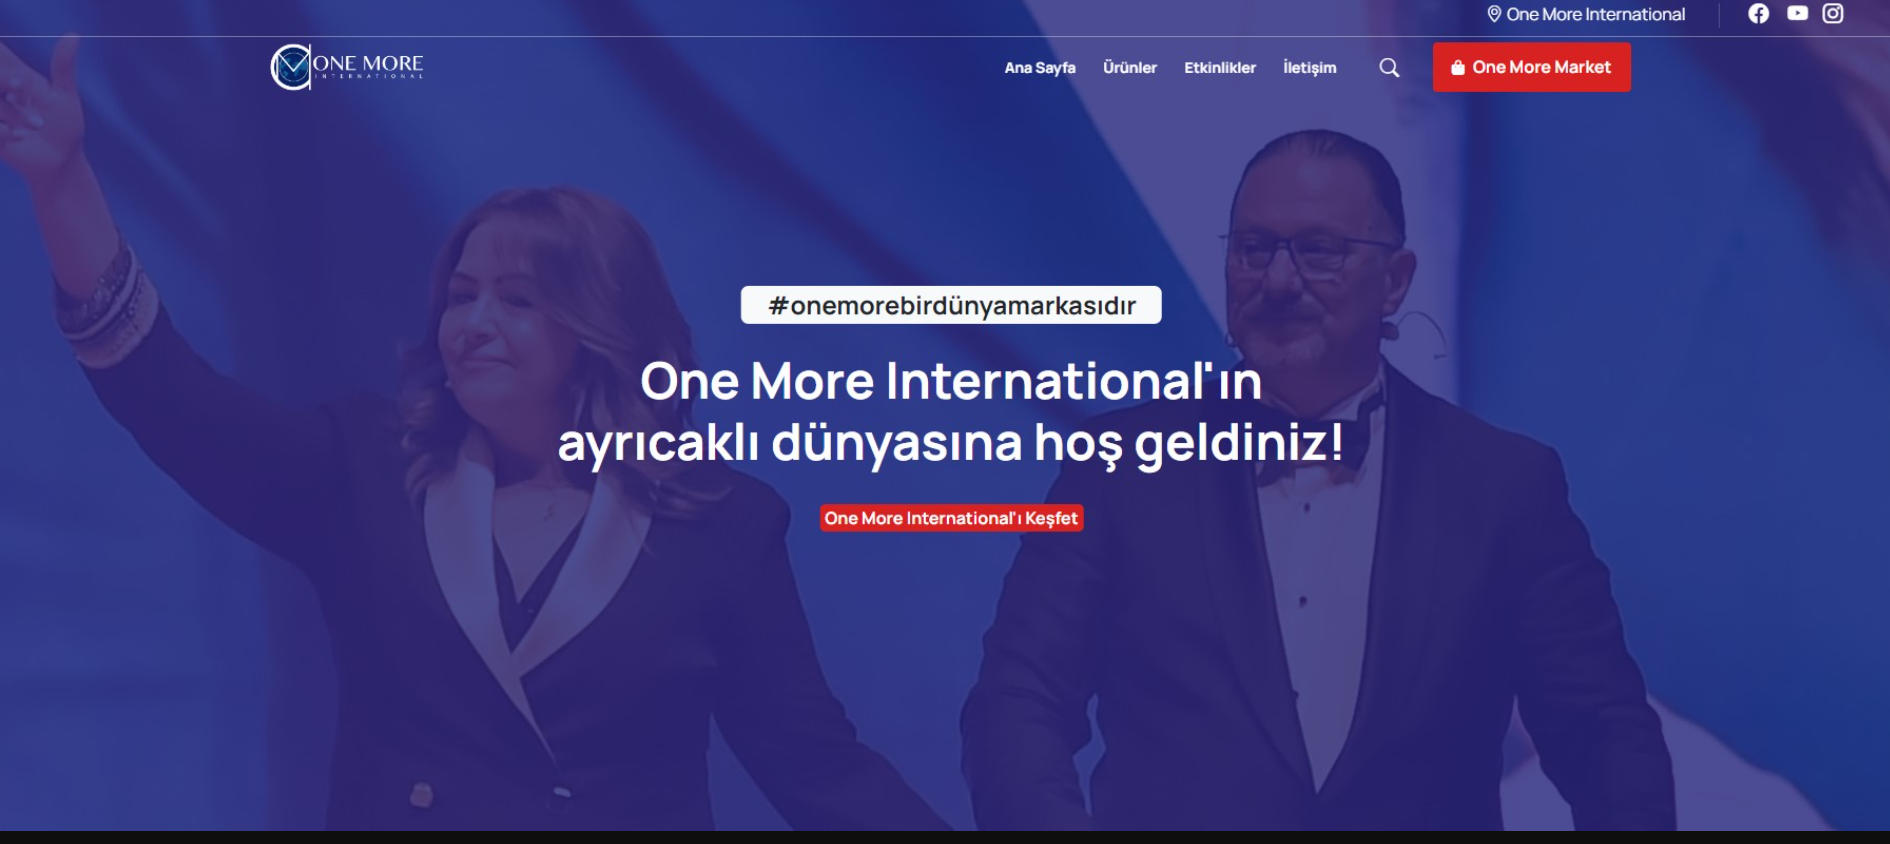 One More International
ONE MORE
INTERNATIONAL
Ana Sayfa Ürünler Etkinlikler İletişim One More Market
#onemorebirdünyamarkasıdır
One More International'ın
ayrıcaklı dünyasına hoş geldiniz!
One More International'ı Keşfet